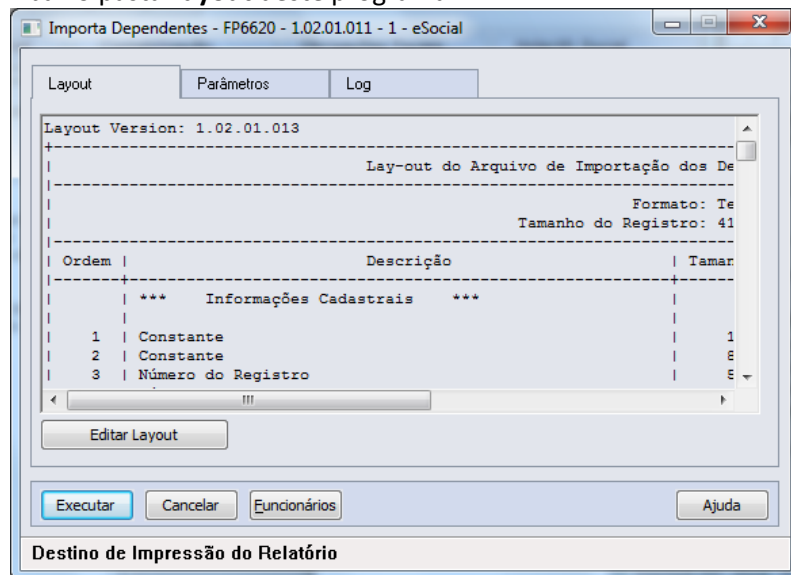 Importa Dependentes - FP6620 - 1.02.01.011 - 1 - eSocial
Layout Parâmetros Log
Layout Version: 1.02.01.013
Lay-out do Arquivo de Importação dos De
Formato: Te
Tamanho do Registro: 41
Ordem | Descrição | Taman
*** Informações Cadastrais ***
1 | Constante | 1
2 | Constante | 8
3 | Número do Registro | 5
Editar Layout
Executar Cancelar Funcionários Ajuda
Destino de Impressão do Relatório